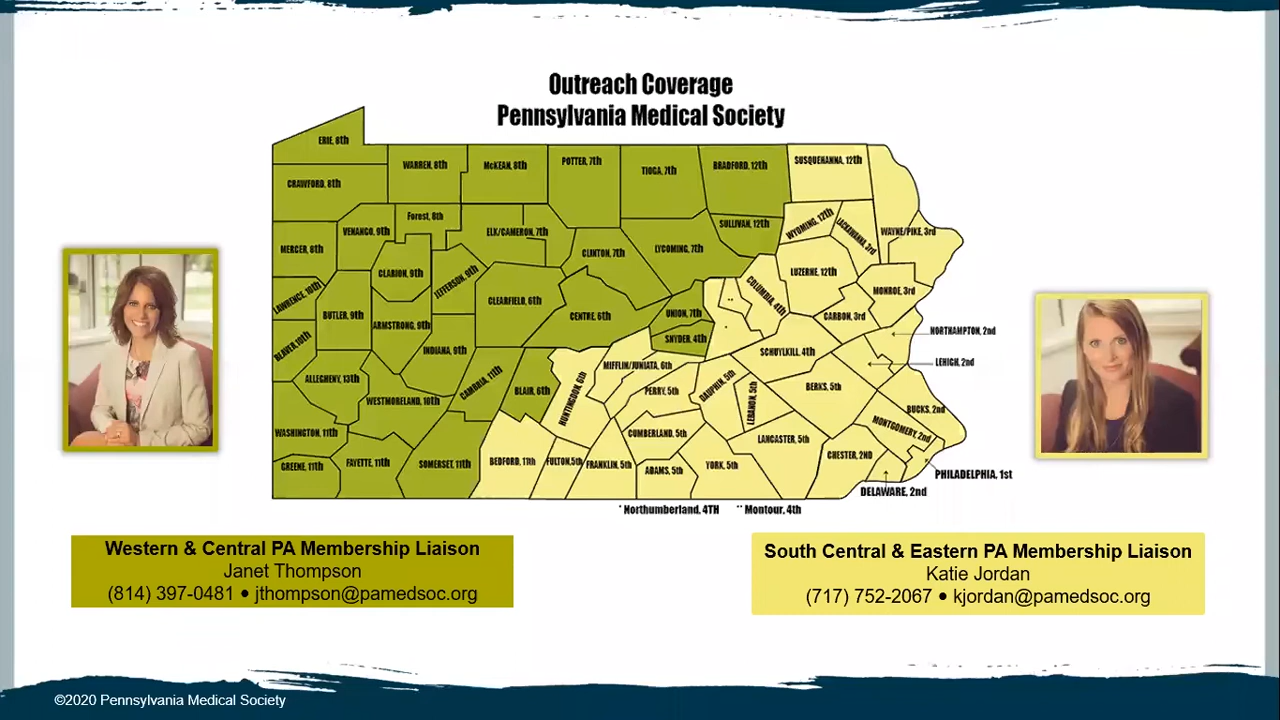 Outreach Coverage
Pennsylvania Medical Society
ERIE, 8th
WARREN, 8th
McKEAN, 8th
POTTER, 7th
TIOGA, 7th
BRADFORD, 12th
SUSQUEHANNA, 12th
CRAWFORD, 8th
Forest, 8th
VENANGO, 9th
ELK/CAMERON, 7th
SULLIVAN, 12th
WYOMING, 12th
LACKAWANNA, 3rd
WAYNE/PIKE, 3rd
MERCER, 8th
CLARION, 9th
JEFFERSON, 9th
CLINTON, 7th
LYCOMING, 7th
LUZERNE, 12th
LAWRENCE, 10th
BUTLER, 9th
ARMSTRONG, 9th
CLEARFIELD, 6th
CENTRE, 6th
UNION, 7th
**
*
COLUMBIA, 4th
MONROE, 3rd
CARBON, 3rd
BEAVER, 10th
INDIANA, 9th
SNYDER, 4th
NORTHAMPTON, 2nd
SCHUYLKILL, 4th
LEHIGH, 2nd
ALLEGHENY, 13th
WESTMORELAND, 10th
CAMBRIA, 11th
BLAIR, 6th
HUNTINGDON, 6th
MIFFLIN/JUNIATA, 6th
PERRY, 5th
DAUPHIN, 5th
LEBANON, 5th
BERKS, 5th
BUCKS, 2nd
MONTGOMERY, 2nd
WASHINGTON, 11th
CUMBERLAND, 5th
LANCASTER, 5th
CHESTER, 2ND
GREENE, 11th
FAYETTE, 11th
SOMERSET, 11th
BEDFORD, 11th
FULTON, 5th
FRANKLIN, 5th
ADAMS, 5th
YORK, 5th
PHILADELPHIA, 1st
DELAWARE, 2nd
* Northumberland, 4TH ** Montour, 4th
Western & Central PA Membership Liaison
Janet Thompson
(814) 397-0481 • jthompson@pamedsoc.org
South Central & Eastern PA Membership Liaison
Katie Jordan
(717) 752-2067 • kjordan@pamedsoc.org
©2020 Pennsylvania Medical Society